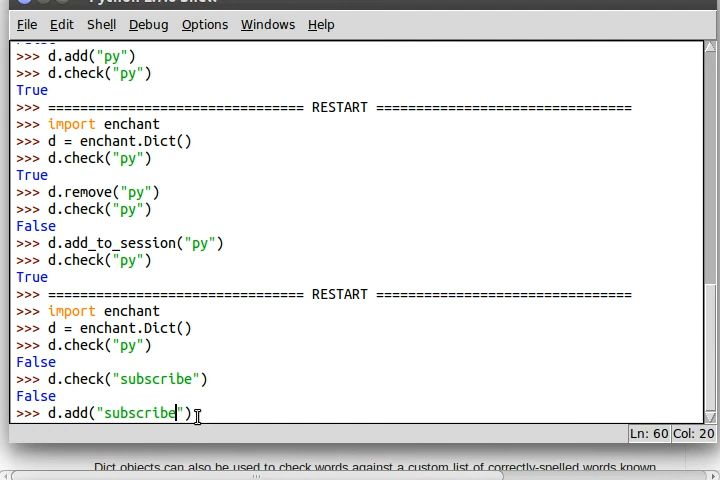 File Edit Shell Debug Options Windows Help
>>> d.add("py")
>>> d.check("py")
True
>>> ================================ RESTART ================================
>>> import enchant
>>> d = enchant.Dict()
>>> d.check("py")
True
>>> d.remove("py")
>>> d.check("py")
False
>>> d.add_to_session("py")
>>> d.check("py")
True
>>> ================================ RESTART ================================
>>> import enchant
>>> d = enchant.Dict()
>>> d.check("py")
False
>>> d.check("subscribe")
False
>>> d.add("subscribe")
Ln: 60 Col: 20
Dict objects can also be used to check words against a custom list of correctly-spelled words known